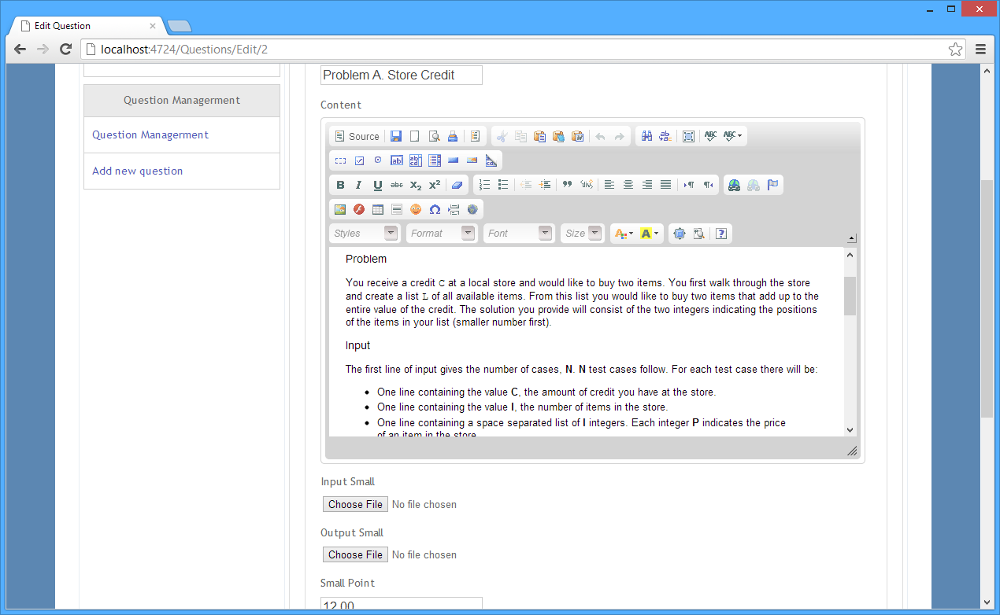 Edit Question
localhost:4724/Questions/Edit/2
Problem A. Store Credit
Question Managerment
Content
Question Managerment
Add new question
Source
Styles Format Font Size
Problem
You receive a credit C at a local store and would like to buy two items. You first walk through the store
and create a list L of all available items. From this list you would like to buy two items that add up to the
entire value of the credit. The solution you provide will consist of the two integers indicating the positions
of the items in your list (smaller number first).
Input
The first line of input gives the number of cases, N. N test cases follow. For each test case there will be:
One line containing the value C, the amount of credit you have at the store.
One line containing the value I, the number of items in the store.
One line containing a space separated list of I integers. Each integer P indicates the price
of an item in the store.
Input Small
Choose File No file chosen
Output Small
Choose File No file chosen
Small Point
12.00